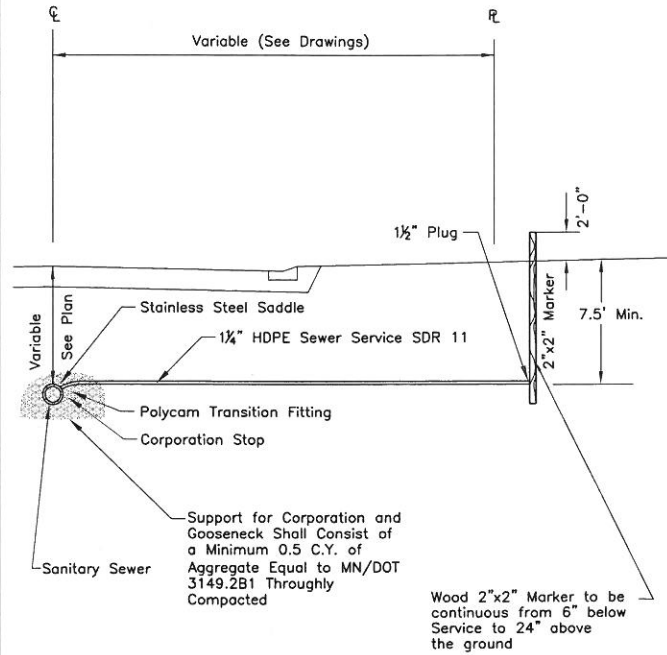 ℄
PL
Variable (See Drawings)
2'-0"
1½" Plug
Stainless Steel Saddle
Variable
See Plan
2"x2" Marker
7.5' Min.
1¼" HDPE Sewer Service SDR 11
Polycam Transition Fitting
Corporation Stop
Support for Corporation and
Gooseneck Shall Consist of
a Minimum 0.5 C.Y. of
Aggregate Equal to MN/DOT
3149.2B1 Throughly
Compacted
Sanitary Sewer
Wood 2"x2" Marker to be
continuous from 6" below
Service to 24" above
the ground